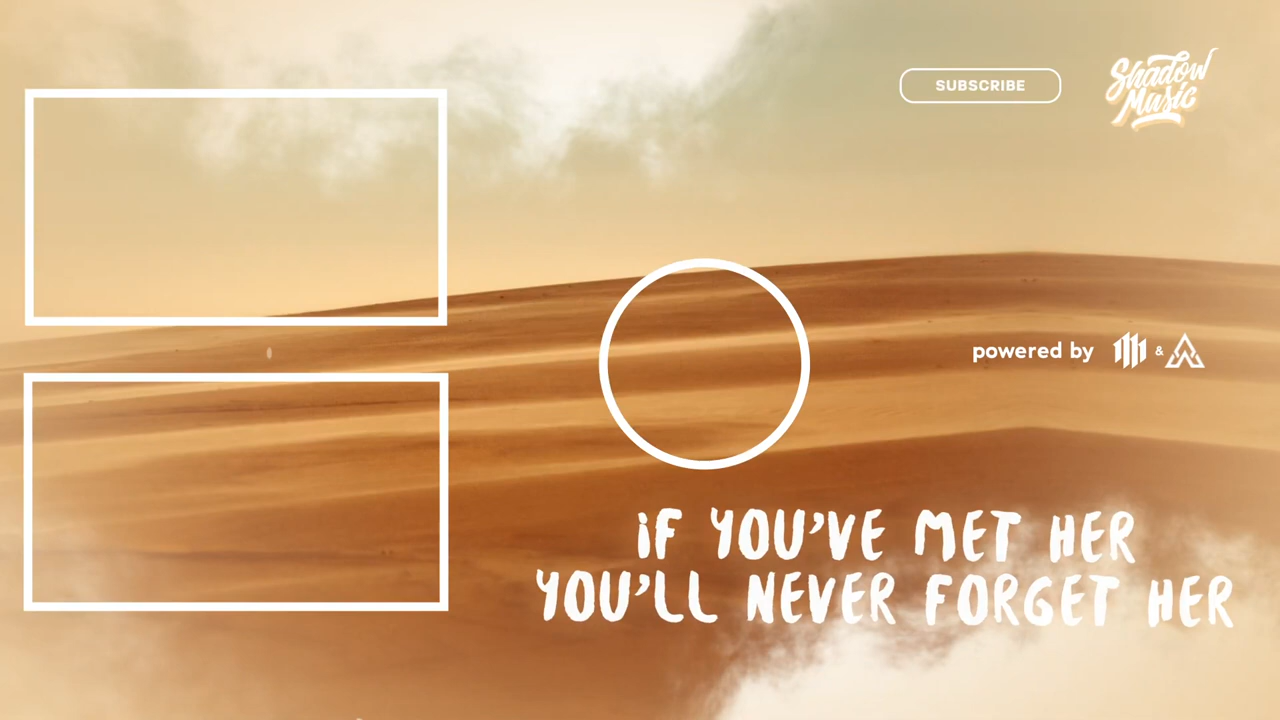 SUBSCRIBE
Shadow
Music
powered by
&
iF YOU'VE MET HER
YOU'LL NEVER FORGET HER